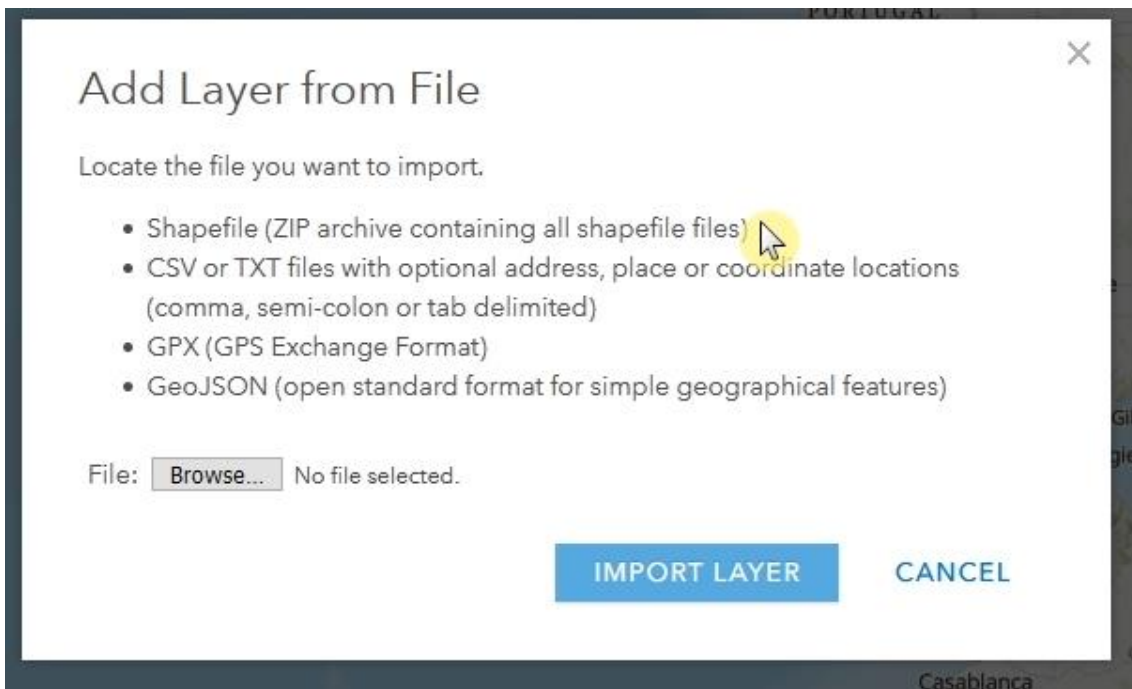 PORTUGAL
Add Layer from File
Locate the file you want to import.
• Shapefile (ZIP archive containing all shapefile files)
• CSV or TXT files with optional address, place or coordinate locations
(comma, semi-colon or tab delimited)
• GPX (GPS Exchange Format)
• GeoJSON (open standard format for simple geographical features)
File: Browse... No file selected.
IMPORT LAYER CANCEL
Casablanca